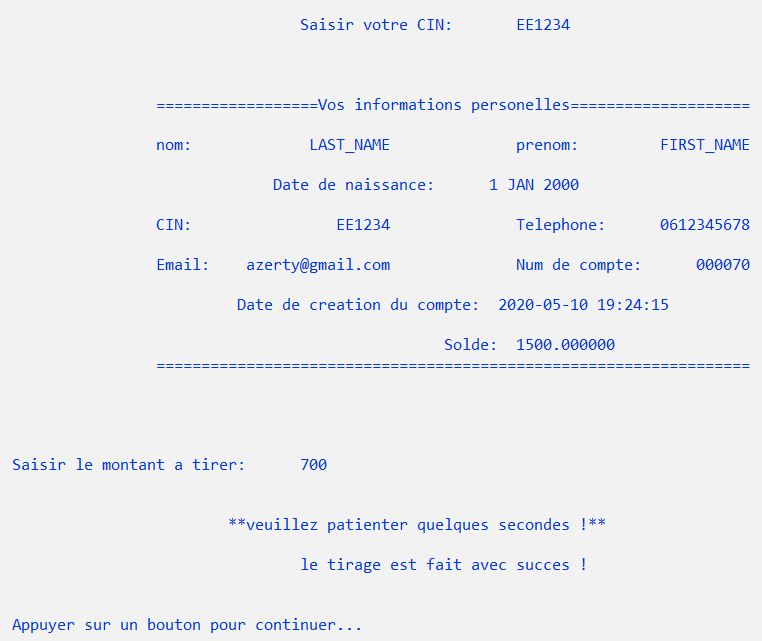 Saisir votre CIN: EE1234
==================Vos informations personelles====================
nom: LAST_NAME prenom: FIRST_NAME
Date de naissance: 1 JAN 2000
CIN: EE1234 Telephone: 0612345678
Email: azerty@gmail.com Num de compte: 000070
Date de creation du compte: 2020-05-10 19:24:15
Solde: 1500.000000
==================================================================
Saisir le montant a tirer: 700
**veuillez patienter quelques secondes !**
le tirage est fait avec succes !
Appuyer sur un bouton pour continuer...